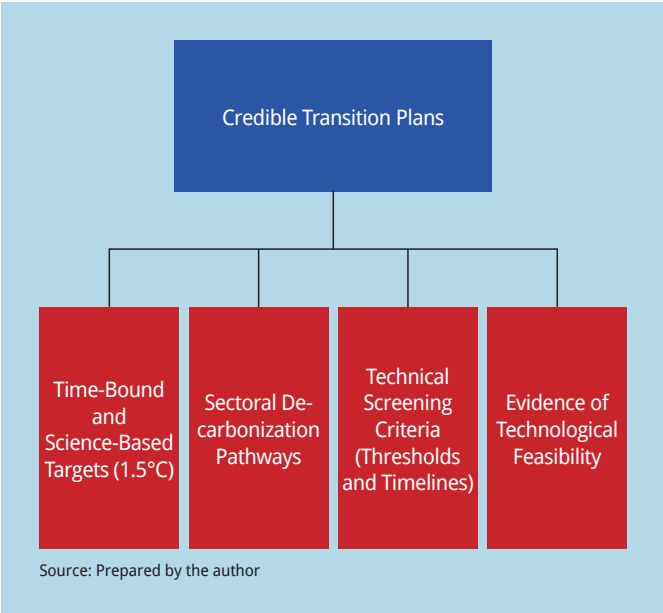 Credible Transition Plans
Time-Bound
and
Science-Based
Targets (1.5°C)
Sectoral De-
carbonization
Pathways
Technical
Screening
Criteria
(Thresholds
and Timelines)
Evidence of
Technological
Feasibility
Source: Prepared by the author